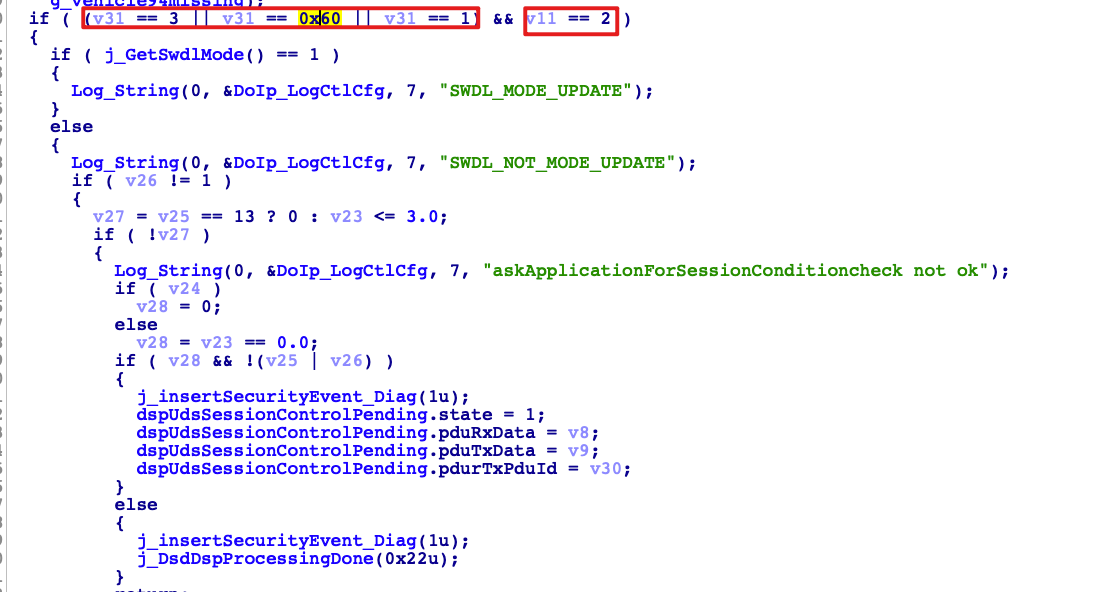 g_vehicle94missing);
if ( (v31 == 3 || v31 == 0x60 || v31 == 1) && v11 == 2 )
{
if ( j_GetSwdlMode() == 1 )
{
Log_String(0, &DoIp_LogCtlCfg, 7, "SWDL_MODE_UPDATE");
}
else
{
Log_String(0, &DoIp_LogCtlCfg, 7, "SWDL_NOT_MODE_UPDATE");
if ( v26 != 1 )
{
v27 = v25 == 13 ? 0 : v23 <= 3.0;
if ( !v27 )
{
Log_String(0, &DoIp_LogCtlCfg, 7, "askApplicationForSessionConditioncheck not ok");
if ( v24 )
v28 = 0;
else
v28 = v23 == 0.0;
if ( v28 && !(v25 | v26) )
{
j_insertSecurityEvent_Diag(1u);
dspUdsSessionControlPending.state = 1;
dspUdsSessionControlPending.pduRxData = v8;
dspUdsSessionControlPending.pduTxData = v9;
dspUdsSessionControlPending.pdurTxPduId = v30;
}
else
{
j_insertSecurityEvent_Diag(1u);
j_DsdDspProcessingDone(0x22u);
}